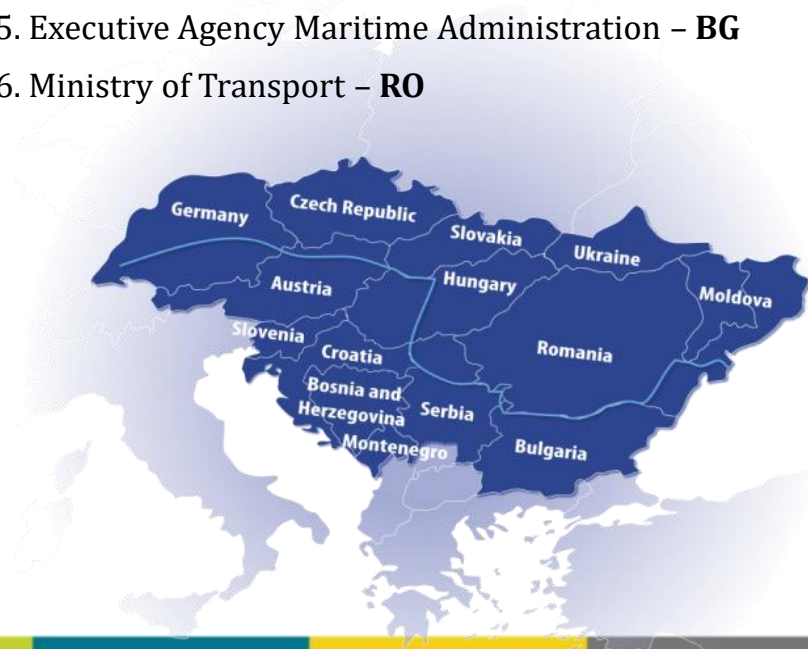 5. Executive Agency Maritime Administration – BG
6. Ministry of Transport – RO
Czech Republic
Germany
Slovakia
Ukraine
Austria
Hungary
Moldova
Slovenia
Croatia
Romania
Bosnia and
Herzegovina
Serbia
Montenegro
Bulgaria